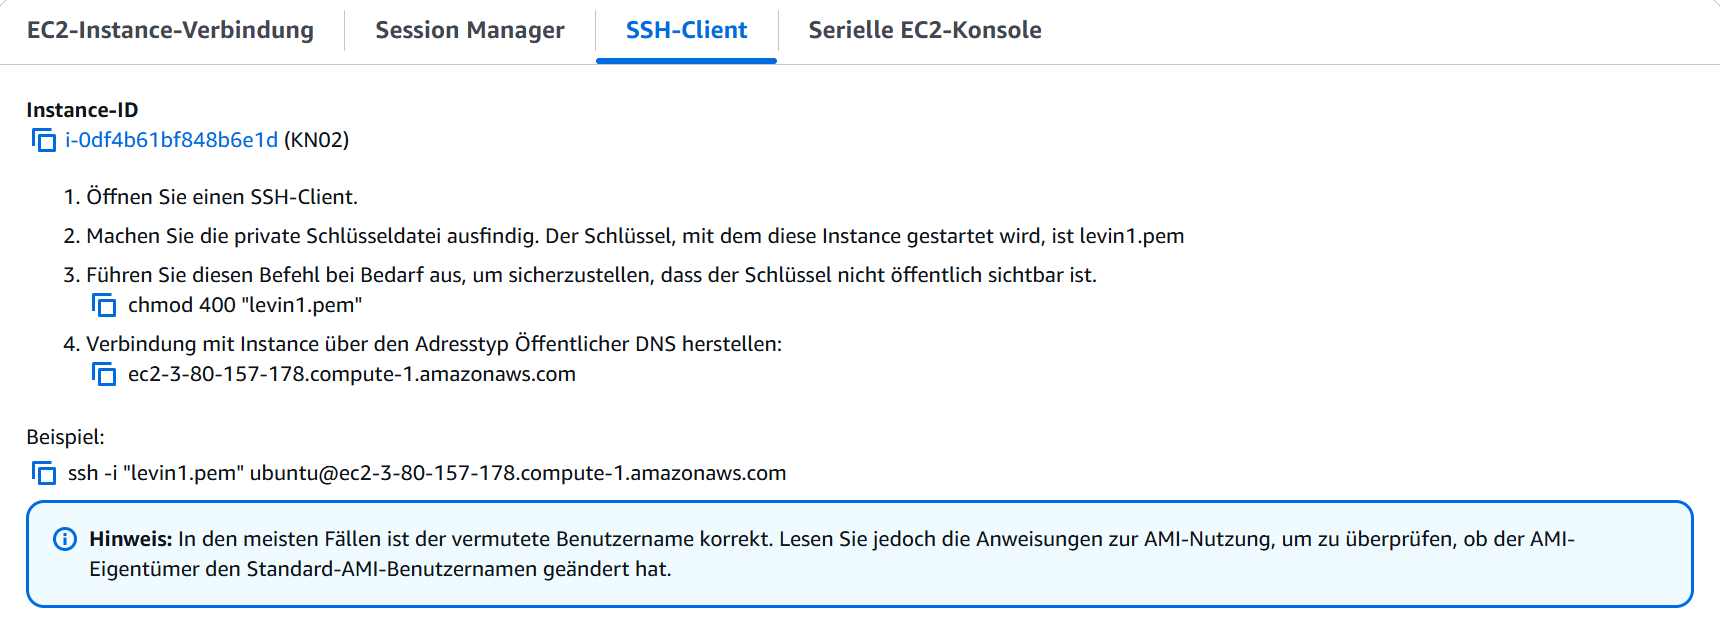 EC2-Instance-Verbindung
Session Manager
SSH-Client
Serielle EC2-Konsole
Instance-ID
i-0df4b61bf848b6e1d (KN02)
1. Öffnen Sie einen SSH-Client.
2. Machen Sie die private Schlüsseldatei ausfindig. Der Schlüssel, mit dem diese Instance gestartet wird, ist levin1.pem
3. Führen Sie diesen Befehl bei Bedarf aus, um sicherzustellen, dass der Schlüssel nicht öffentlich sichtbar ist.
chmod 400 "levin1.pem"
4. Verbindung mit Instance über den Adresstyp Öffentlicher DNS herstellen:
ec2-3-80-157-178.compute-1.amazonaws.com
Beispiel:
ssh -i "levin1.pem" ubuntu@ec2-3-80-157-178.compute-1.amazonaws.com
Hinweis: In den meisten Fällen ist der vermutete Benutzername korrekt. Lesen Sie jedoch die Anweisungen zur AMI-Nutzung, um zu überprüfen, ob der AMI-
Eigentümer den Standard-AMI-Benutzernamen geändert hat.